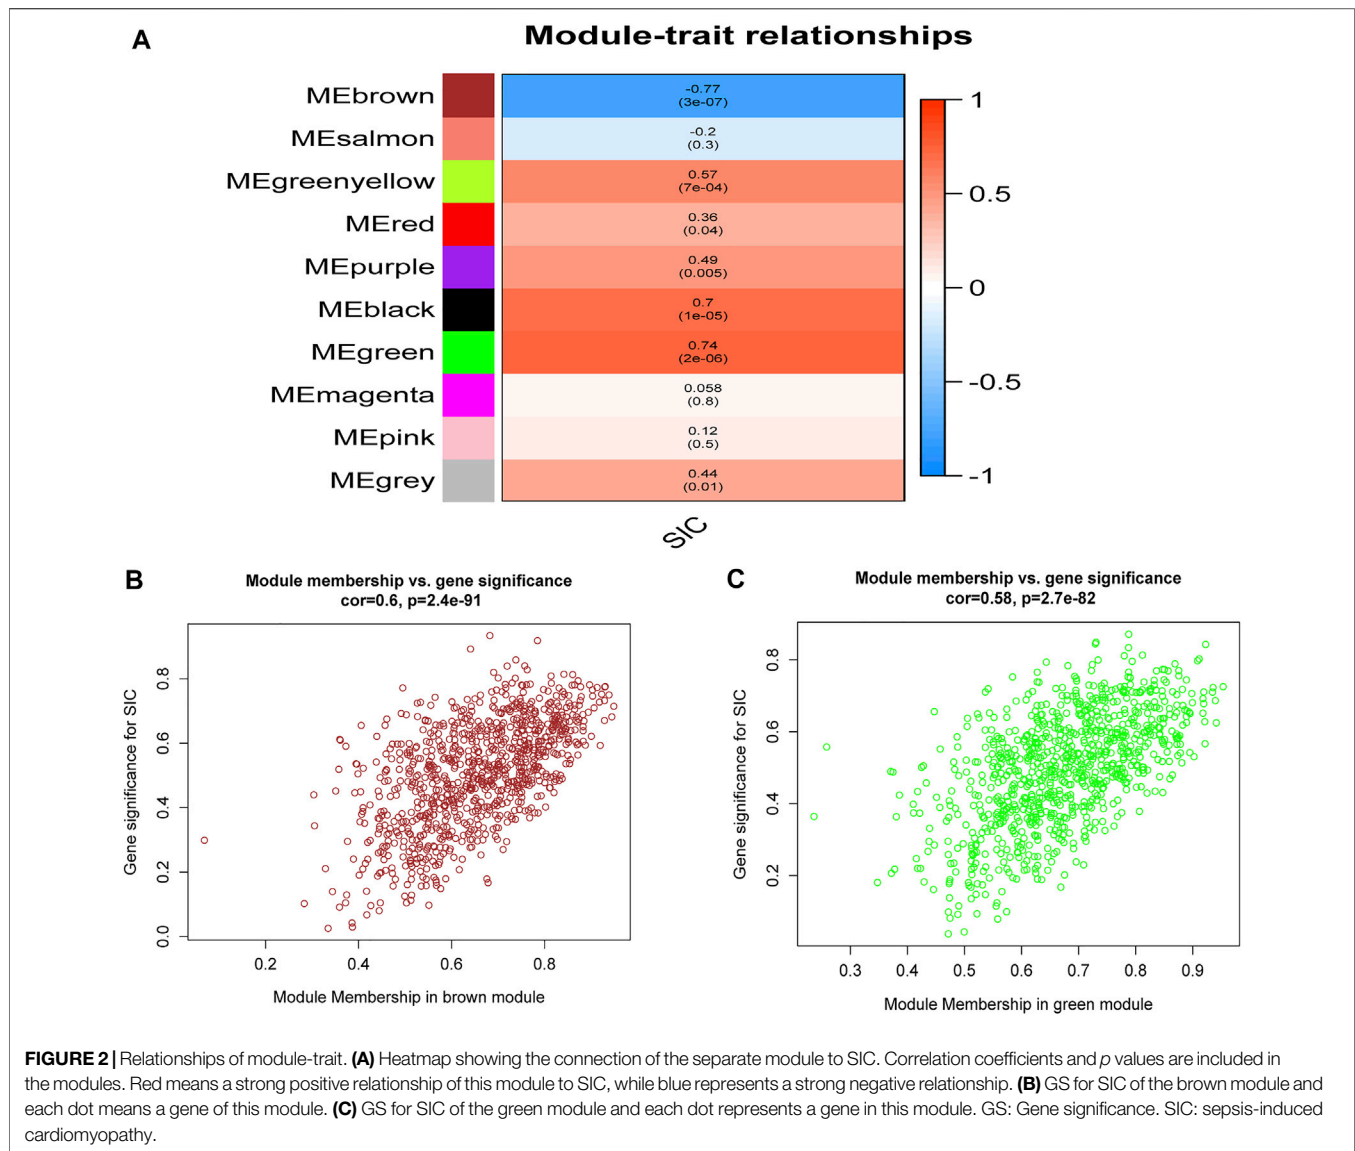 A
Module-trait relationships
MEbrown
-0.77
(3e-07)
MEsalmon
-0.2
(0.3)
MEgreenyellow
0.57
(7e-04)
MEred
0.36
(0.04)
MEpurple
0.49
(0.005)
MEblack
0.7
(1e-05)
MEgreen
0.74
(2e-06)
MEmagenta
0.058
(0.8)
MEpink
0.12
(0.5)
MEgrey
0.44
(0.01)
1
0.5
0
-0.5
-1
SIC
B
Module membership vs. gene significance
cor=0.6, p=2.4e-91
Gene significance for SIC
0.8
0.6
0.4
0.2
0.0
0.2 0.4 0.6 0.8
Module Membership in brown module
C
Module membership vs. gene significance
cor=0.58, p=2.7e-82
Gene significance for SIC
0.8
0.6
0.4
0.2
0.3 0.4 0.5 0.6 0.7 0.8 0.9
Module Membership in green module
FIGURE 2 | Relationships of module-trait. (A) Heatmap showing the connection of the separate module to SIC. Correlation coefficients and p values are included in
the modules. Red means a strong positive relationship of this module to SIC, while blue represents a strong negative relationship. (B) GS for SIC of the brown module and
each dot means a gene of this module. (C) GS for SIC of the green module and each dot represents a gene in this module. GS: Gene significance. SIC: sepsis-induced
cardiomyopathy.